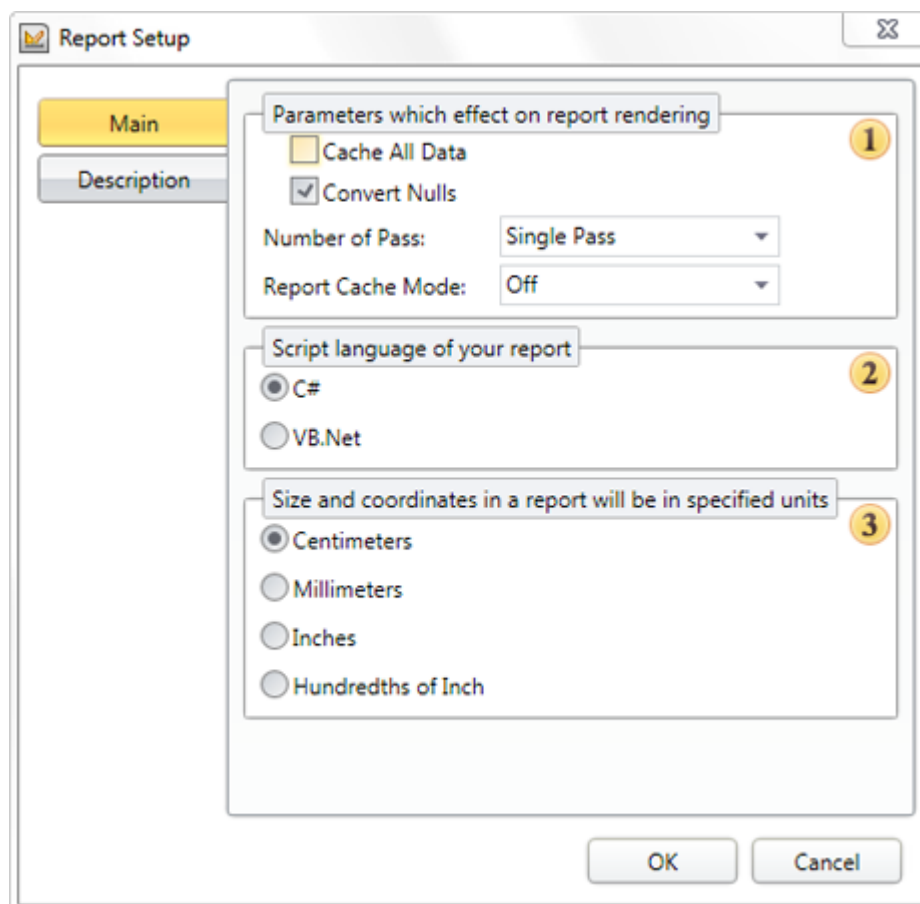 Report Setup
Main
Description
Parameters which effect on report rendering
1
Cache All Data
Convert Nulls
Number of Pass: Single Pass
Report Cache Mode: Off
Script language of your report
2
C#
VB.Net
Size and coordinates in a report will be in specified units
3
Centimeters
Millimeters
Inches
Hundredths of Inch
OK Cancel